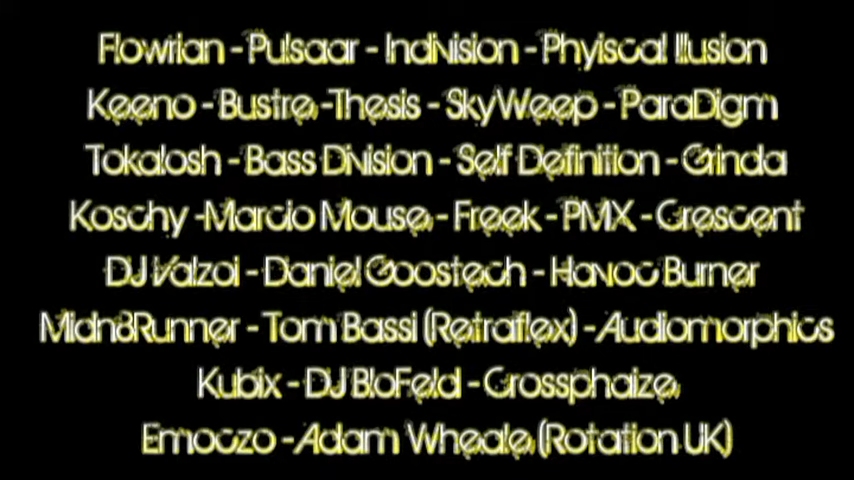 Flowrian - Pulsaar - Indivision - Phyiscal Illusion
Keeno - Bustre -Thesis - SkyWeep - ParaDigm
Tokalosh - Bass Division - Self Definition - Grinda
Koschy -Marcio Mouse - Freek - PMX - Crescent
DJ Valzoi - Daniel Goostech - Havoc Burner
Midn8Runner - Tom Bassi (Retraflex) - Audiomorphics
Kubix - DJ BloFeld - Crossphaize
Emoczo - Adam Wheale (Rotation UK)